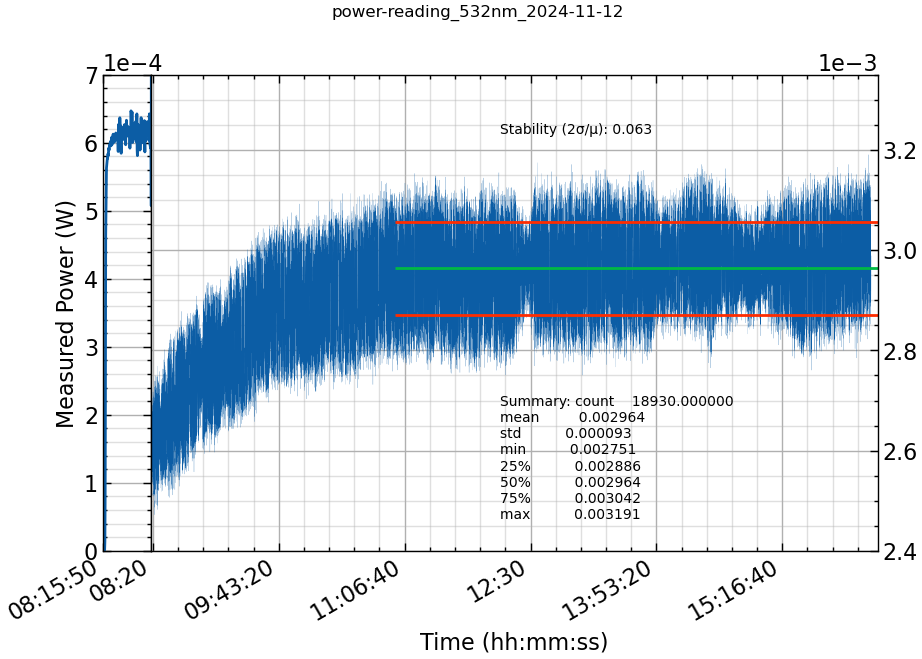 power-reading_532nm_2024-11-12
1e−4
1e−3
7
6
5
4
3
2
1
0
Measured Power (W)
3.2
3.0
2.8
2.6
2.4
Stability (2σ/μ): 0.063
Summary: count 18930.000000
mean 0.002964
std 0.000093
min 0.002751
25% 0.002886
50% 0.002964
75% 0.003042
max 0.003191
08:15:50
08:20
09:43:20
11:06:40
12:30
13:53:20
15:16:40
Time (hh:mm:ss)